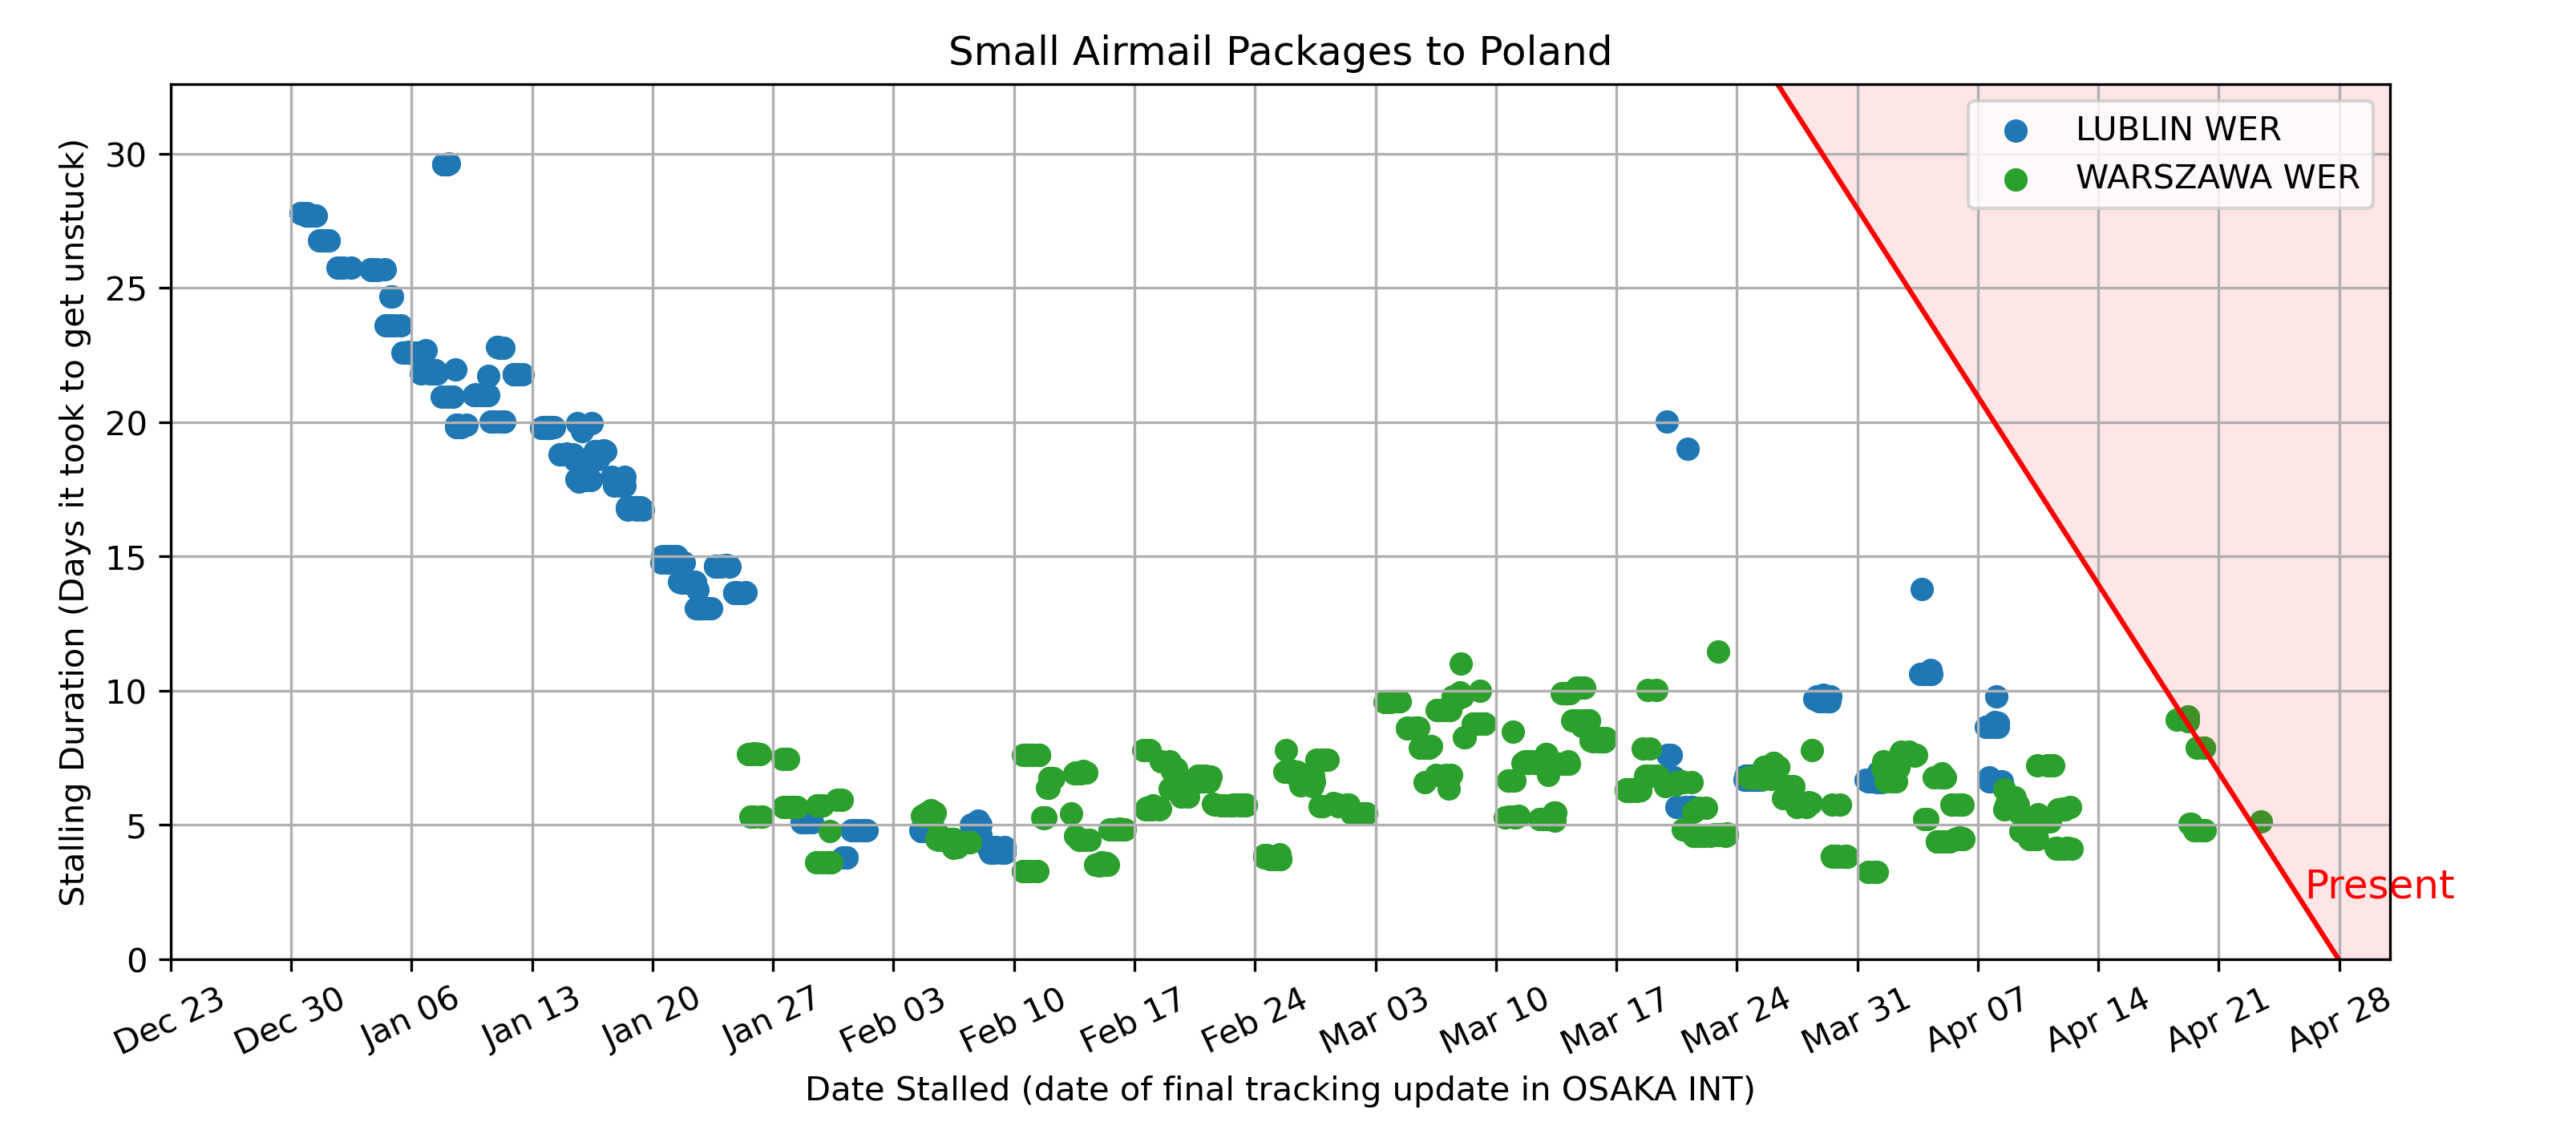 Small Airmail Packages to Poland
LUBLIN WER
WARSZAWA WER
Stalling Duration (Days it took to get unstuck)
30
25
20
15
10
5
0
Present
Dec 23
Dec 30
Jan 06
Jan 13
Jan 20
Jan 27
Feb 03
Feb 10
Feb 17
Feb 24
Mar 03
Mar 10
Mar 17
Mar 24
Mar 31
Apr 07
Apr 14
Apr 21
Apr 28
Date Stalled (date of final tracking update in OSAKA INT)